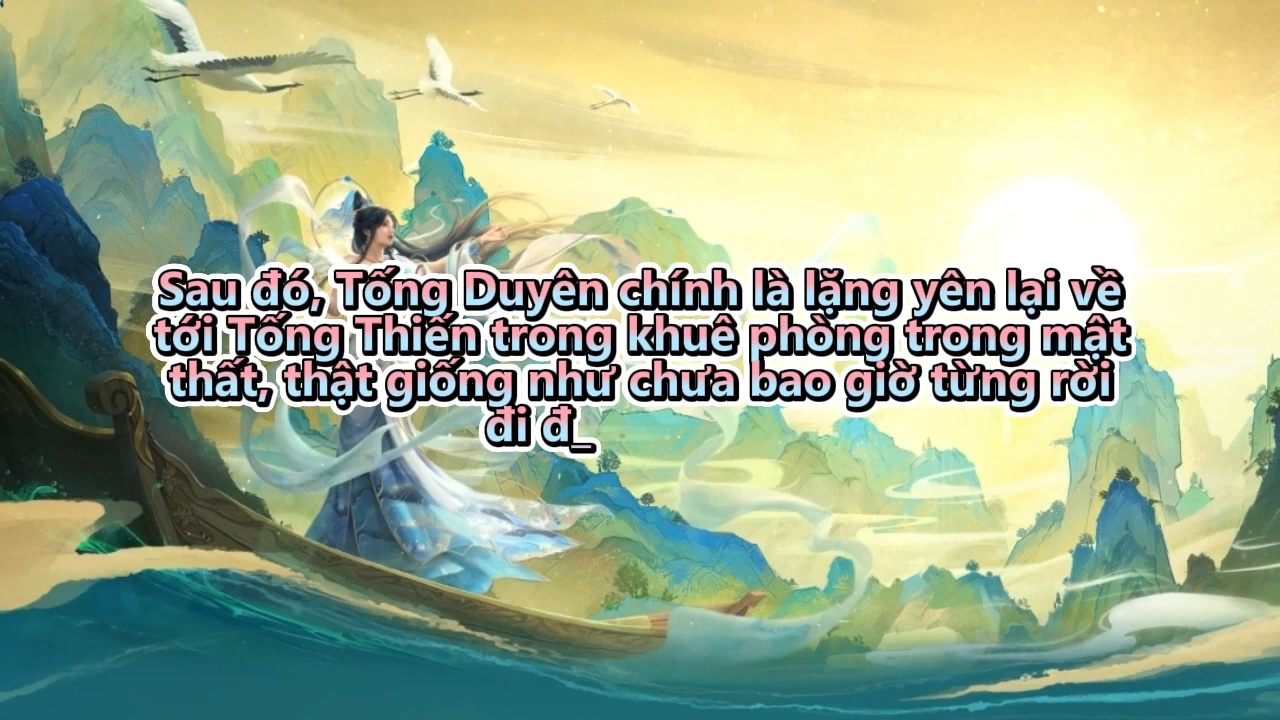 Sau đó, Tống Duyên chính là lặng yên lại về
tới Tống Thiến trong khuê phòng trong mật
thất, thật giống như chưa bao giờ từng rời
đi đ_